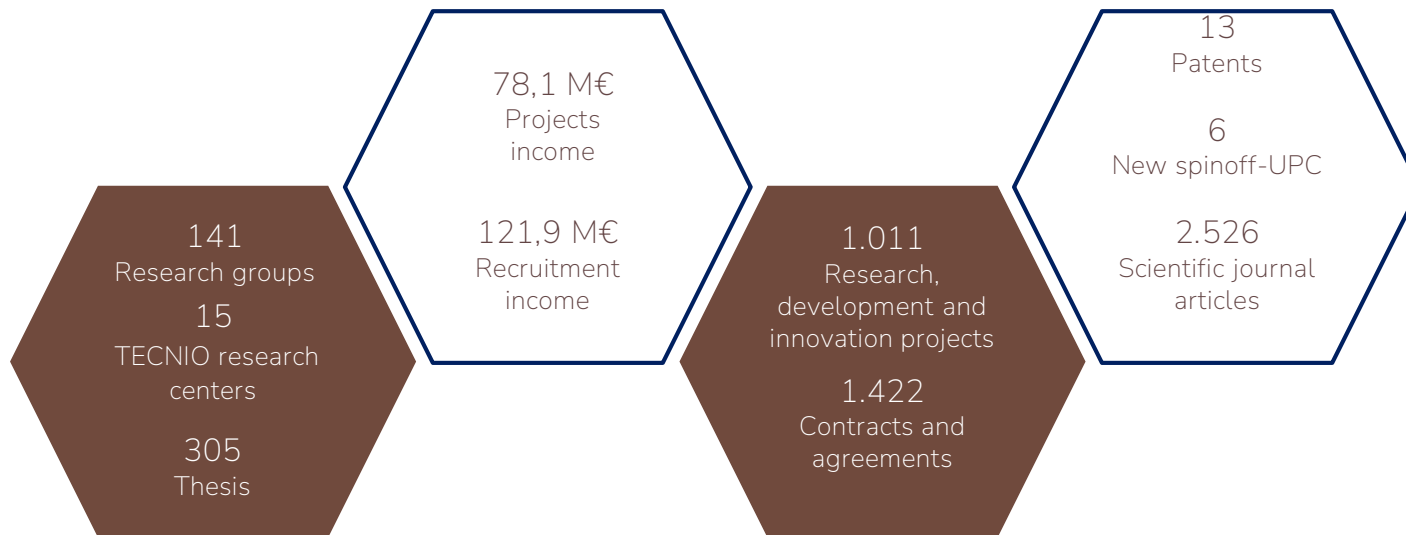 141
Research groups
15
TECNIO research
centers
305
Thesis
78,1 M€
Projects
income
121,9 M€
Recruitment
income
1.011
Research,
development and
innovation projects
1.422
Contracts and
agreements
13
Patents
6
New spinoff-UPC
2.526
Scientific journal
articles